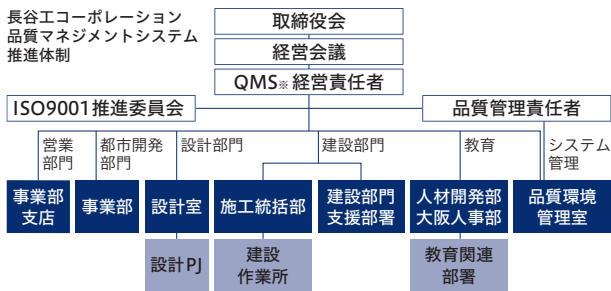 長谷工コーポレーション
品質マネジメントシステム
推進体制
取締役会
経営会議
QMS※経営責任者
ISO9001推進委員会
品質管理責任者
営業
部門
都市開発
部門
設計部門
建設部門
教育
システム
管理
事業部
支店
事業部
設計室
施工統括部
建設部門
支援部署
人材開発部
大阪人事部
品質環境
管理室
設計PJ
建設
作業所
教育関連
部署